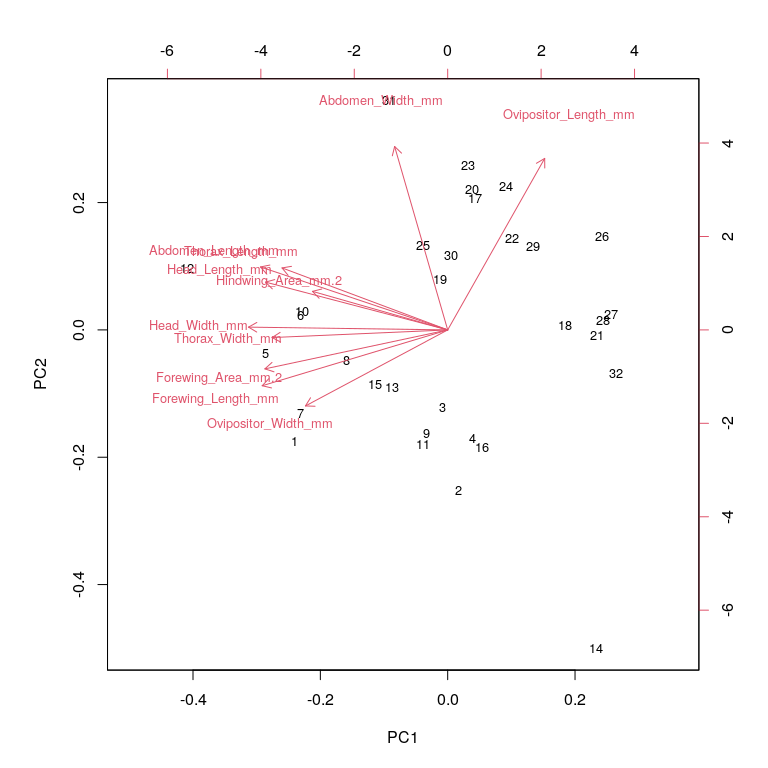 -6 -4 -2 0 2 4
31
Abdomen_Width_mm
Ovipositor_Length_mm
4
23
24
20
17
0.2
26
22
2
25
29
30
Abdomen_Length_mm
Thorax_Length_mm
12
Head_Length_mm
19
Hindwing_Area_mm.2
10
6
27
28
Head_Width_mm
18
0.0
0
21
Thorax_Width_mm
5
8
32
Forewing_Area_mm.2
15
13
Forewing_Length_mm
3
7
-2
Ovipositor_Width_mm
9
4
1
11
16
-0.2
2
-4
-0.4
-6
14
PC2
-0.4 -0.2 0.0 0.2
PC1